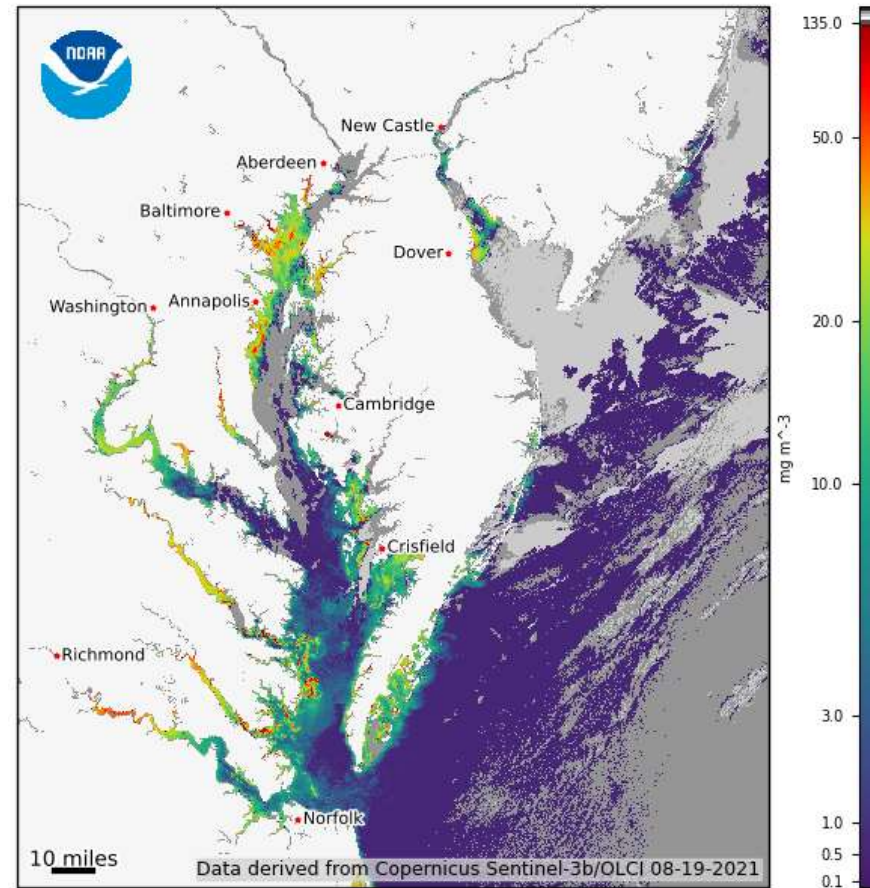 NOAA
New Castle
Aberdeen
Baltimore
Dover
Washington
Annapolis
Cambridge
Crisfield
Richmond
Norfolk
10 miles
Data derived from Copernicus Sentinel-3b/OLCI 08-19-2021
135.0
50.0
20.0
mg m^-3
10.0
3.0
1.0
0.5
0.1